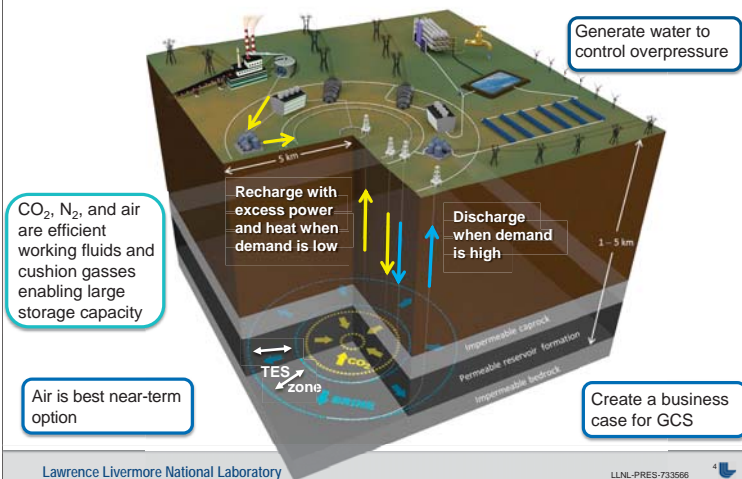 Generate water to
control overpressure
5 km
Recharge with
excess power
and heat when
demand is low
Discharge
when demand
is high
1 – 5 km
CO₂, N₂, and air
are efficient
working fluids and
cushion gasses
enabling large
storage capacity
Impermeable caprock
Permeable reservoir formation
Impermeable bedrock
TES
zone
CO₂
Brine
Air is best near-term
option
Create a business
case for GCS
Lawrence Livermore National Laboratory
LLNL-PRES-733566
4